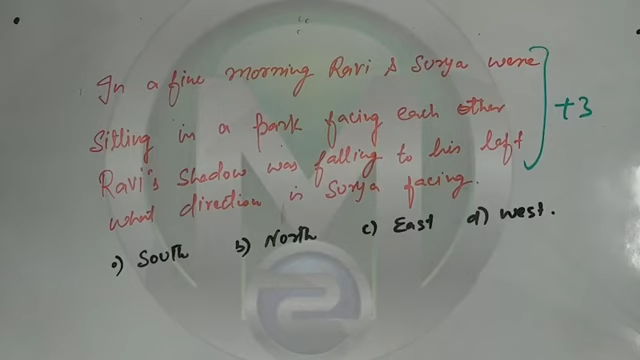 In a fine morning Ravi & Surya were
Sitting in a park facing each other
Ravi's Shadow was falling to his left
what direction is Surya facing.
+3
a) South b) North c) East d) West.